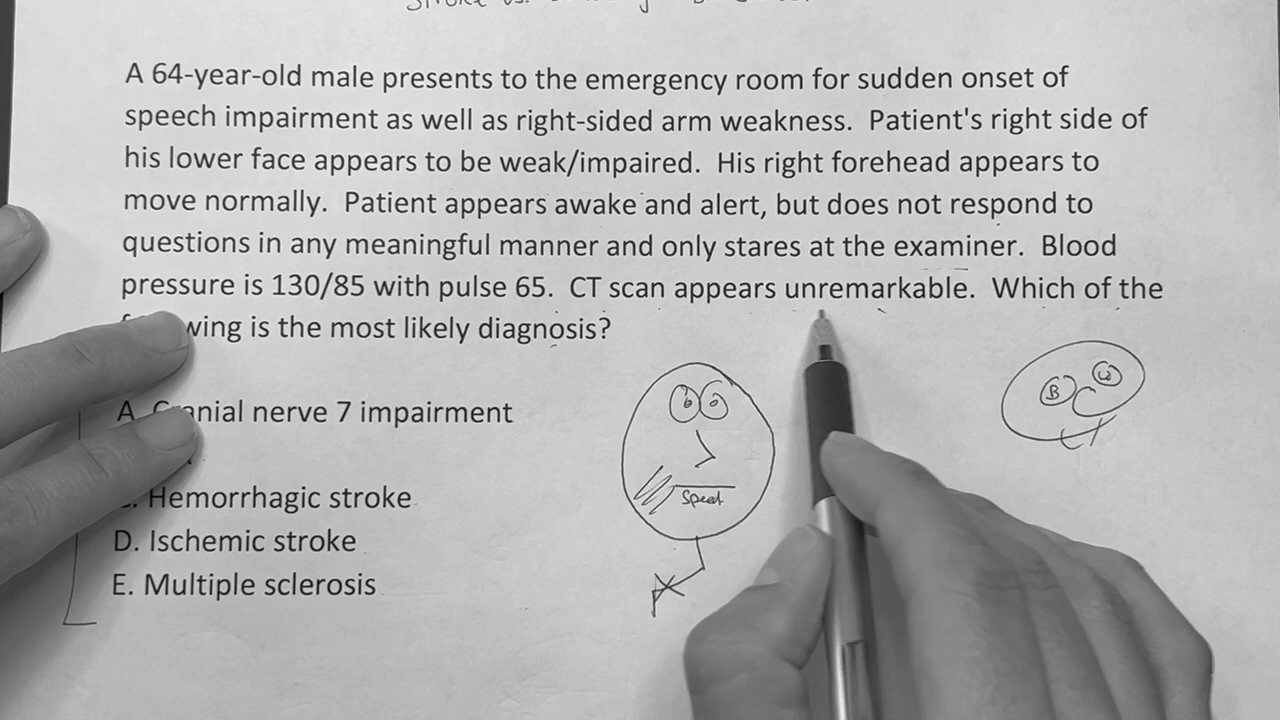 A 64-year-old male presents to the emergency room for sudden onset of
speech impairment as well as right-sided arm weakness.  Patient's right side of
his lower face appears to be weak/impaired.  His right forehead appears to
move normally.  Patient appears awake and alert, but does not respond to
questions in any meaningful manner and only stares at the examiner.  Blood
pressure is 130/85 with pulse 65.  CT scan appears unremarkable.  Which of the
is the most likely diagnosis?
A. Cranial nerve 7 impairment
Hemorrhagic stroke
D. Ischemic stroke
E. Multiple sclerosis
B